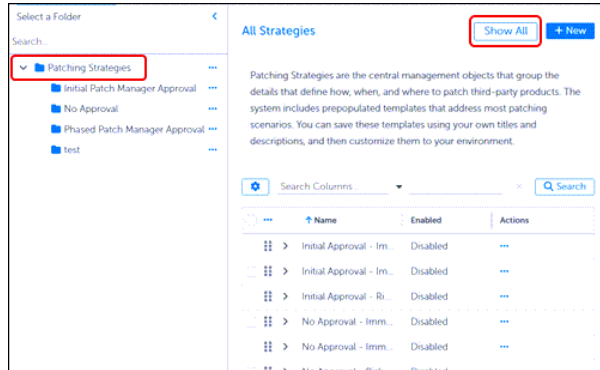 Select a Folder
Search...
Patching Strategies
Initial Patch Manager Approval
No Approval
Phased Patch Manager Approval
test
All Strategies
Show All
+ New
Patching Strategies are the central management objects that group the
details that define how, when, and where to patch third-party products. The
system includes prepopulated templates that address most patching
scenarios. You can save these templates using your own titles and
descriptions, and then customize them to your environment.
Search Columns...
Search
Name Enabled Actions
Initial Approval - Im... Disabled
Initial Approval - Im... Disabled
Initial Approval - Ri... Disabled
No Approval - Imm... Disabled
No Approval - Imm... Disabled